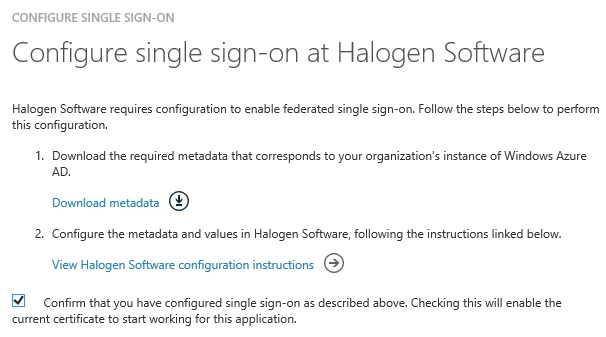 CONFIGURE SINGLE SIGN-ON
Configure single sign-on at Halogen Software
Halogen Software requires configuration to enable federated single sign-on. Follow the steps below to perform
this configuration.
1. Download the required metadata that corresponds to your organization's instance of Windows Azure
AD.
Download metadata
2. Configure the metadata and values in Halogen Software, following the instructions linked below.
View Halogen Software configuration instructions
Confirm that you have configured single sign-on as described above. Checking this will enable the
current certificate to start working for this application.